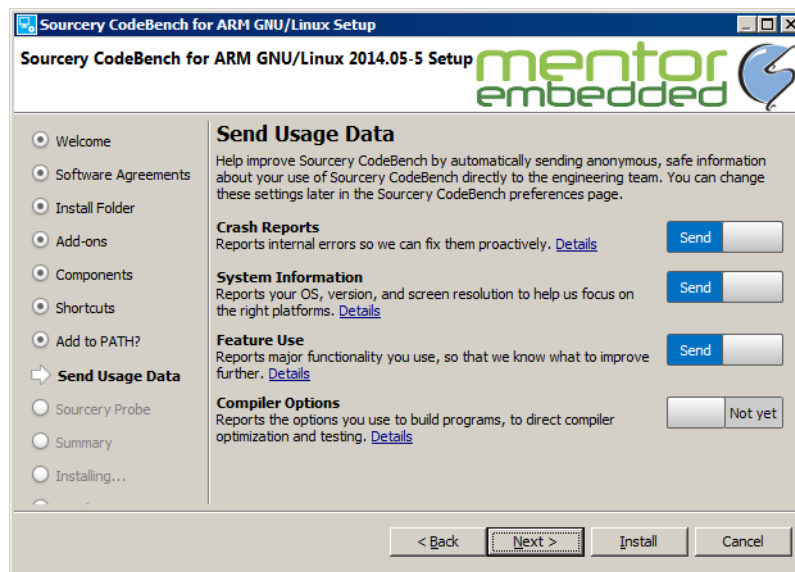 Sourcery CodeBench for ARM GNU/Linux Setup
Sourcery CodeBench for ARM GNU/Linux 2014.05-5 Setup
mentor
embedded
Welcome
Software Agreements
Install Folder
Add-ons
Components
Shortcuts
Add to PATH?
Send Usage Data
Sourcery Probe
Summary
Installing...
Send Usage Data
Help improve Sourcery CodeBench by automatically sending anonymous, safe information
about your use of Sourcery CodeBench directly to the engineering team. You can change
these settings later in the Sourcery CodeBench preferences page.
Crash Reports
Reports internal errors so we can fix them proactively. Details
Send
System Information
Reports your OS, version, and screen resolution to help us focus on
the right platforms. Details
Send
Feature Use
Reports major functionality you use, so that we know what to improve
further. Details
Send
Compiler Options
Reports the options you use to build programs, to direct compiler
optimization and testing. Details
Not yet
< Back
Next >
Install
Cancel